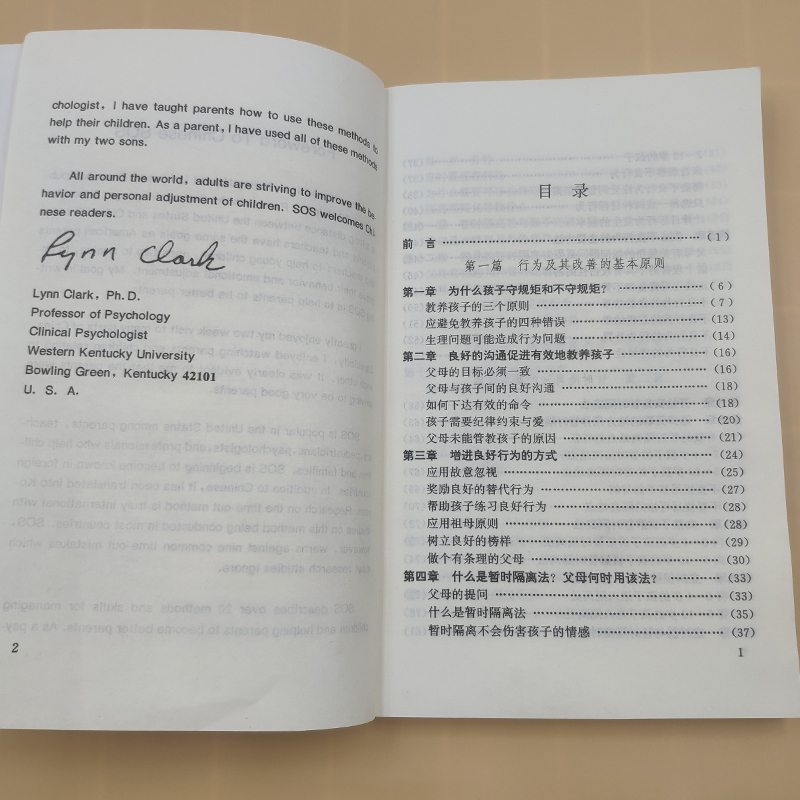 chologist, I have taught parents how to use these methods to
help their children. As a parent, I have used all of these methods
with my two sons.
All around the world, adults are striving to improve the be-
havior and personal adjustment of children. SOS welcomes Chi-
nese readers.
Lynn Clark
Lynn Clark, Ph. D.
Professor of Psychology
Clinical Psychologist
Western Kentucky University
Bowling Green, Kentucky 42101
U. S. A.
2
目 录
前 言 ……………………………………………… (1)
第一篇 行为及其改善的基本原则
第一章 为什么孩子守规矩和不守规矩? ……………… (6)
教养孩子的三个原则 ……………………………… (7)
应避免教养孩子的四种错误 ……………………… (13)
生理问题可能造成行为问题 ……………………… (14)
第二章 良好的沟通促进有效地教养孩子 ……………… (16)
父母的目标必须一致 ……………………………… (16)
父母与孩子间的良好沟通 ………………………… (18)
如何下达有效的命令 ……………………………… (18)
孩子需要纪律约束与爱 …………………………… (20)
父母未能管教孩子的原因 ………………………… (21)
第三章 增进良好行为的方式 …………………………… (24)
应用故意忽视 ……………………………………… (25)
奖励良好的替代行为 ……………………………… (27)
帮助孩子练习良好行为 …………………………… (28)
应用祖母原则 ……………………………………… (28)
树立良好的榜样 …………………………………… (29)
做个有条理的父母 ………………………………… (30)
第四章 什么是暂时隔离法?父母何时用该法? ……… (33)
父母的提问 ………………………………………… (33)
什么是暂时隔离法 ………………………………… (35)
暂时隔离不会伤害孩子的情感 …………………… (37)
1